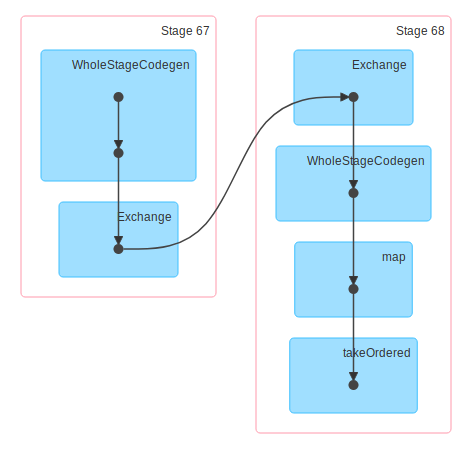 Stage 67
WholeStageCodegen
Exchange
Stage 68
Exchange
WholeStageCodegen
map
takeOrdered